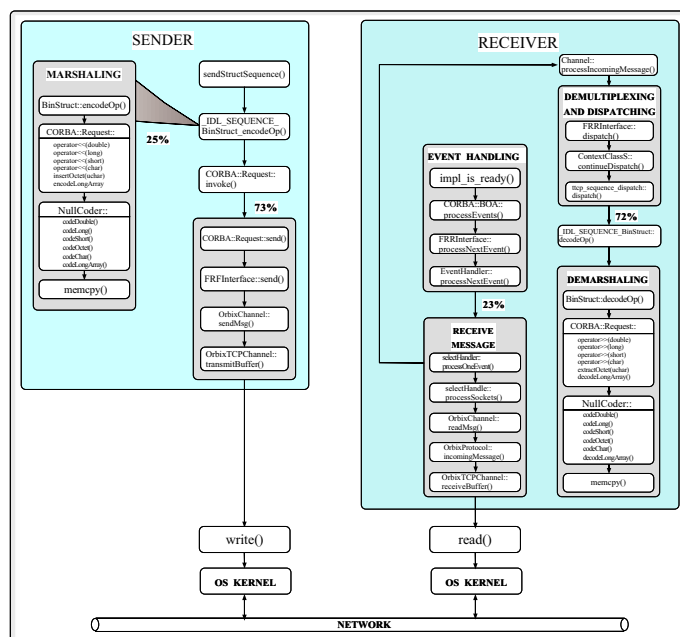 SENDER
MARSHALING
BinStruct::encodeOp()
CORBA::Request::
operator<<(double)
operator<<(long)
operator<<(short)
operator<<(char)
insertOctet(uchar)
encodeLongArray
NullCoder::
codeDouble()
codeLong()
codeShort()
codeOctet()
codeChar()
codeLongArray()
memcpy()
25%
sendStructSequence()
_IDL_SEQUENCE_
BinStruct_encodeOp()
CORBA::Request::
invoke()
73%
CORBA::Request::send()
FRFInterface::send()
OrbixChannel::
sendMsg()
OrbixTCPChannel::
transmitBuffer()
write()
OS KERNEL
RECEIVER
EVENT HANDLING
impl_is_ready()
CORBA::BOA::
processEvents()
FRRInterface::
processNextEvent()
EventHandler::
processNextEvent()
23%
RECEIVE
MESSAGE
selectHandler::
processOneEvent()
selectHandle::
processSockets()
OrbixChannel::
readMsg()
OrbixProtocol::
incomingMessage()
OrbixTCPChannel::
receiveBuffer()
read()
OS KERNEL
Channel::
processIncomingMessage()
DEMULTIPLEXING
AND DISPATCHING
FRRInterface::
dispatch()
ContextClassS::
continueDispatch()
ttcp_sequence_dispatch::
dispatch()
72%
_IDL_SEQUENCE_BinStruct::
decodeOp()
DEMARSHALING
BinStruct::decodeOp()
CORBA::Request::
operator>>(double)
operator>>(long)
operator>>(short)
operator>>(char)
extractOctet(uchar)
decodeLongArray()
NullCoder::
codeDouble()
codeLong()
codeShort()
codeOctet()
codeChar()
decodeLongArray()
memcpy()
NETWORK